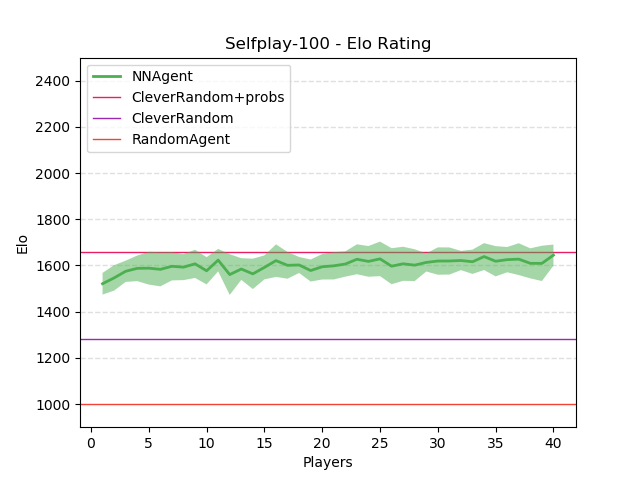 Selfplay-100 - Elo Rating
NNAgent
CleverRandom+probs
CleverRandom
RandomAgent
2400
2200
2000
1800
1600
1400
1200
1000
Elo
0 5 10 15 20 25 30 35 40
Players